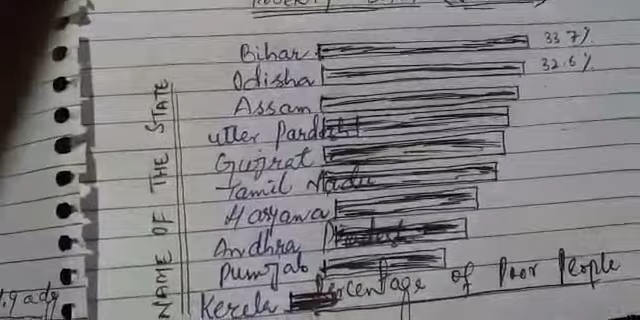 Bihar 33.7%
Odisha 32.6%
Assam
utter Pardesh
Gujrat
Tamil Nadu
Haryana
Andhra Pradesh
Punjab
Kerela
Percentage of Poor People
NAME OF THE STATE